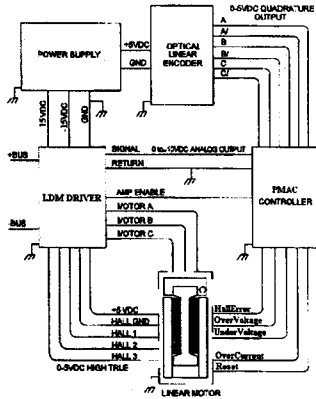 0-5VDC QUADRATURE
OUTPUT
A
A/
B
B/
C
C/
POWER SUPPLY
+5VDC
GND
OPTICAL
LINEAR
ENCODER
15VDC
-15VDC
GND
+BUS
-BUS
LDM DRIVER
SIGNAL
0 to 10VDC ANALOG OUTPUT
RETURN
AMP ENABLE
MOTOR A
MOTOR B
MOTOR C
PMAC
CONTROLLER
+5 VDC
HALL GND
HALL 1
HALL 2
HALL 3
0-5VDC HIGH TRUE
HallError
OverVoltage
UnderVoltage
OverCurrent
Reset
LINEAR MOTOR